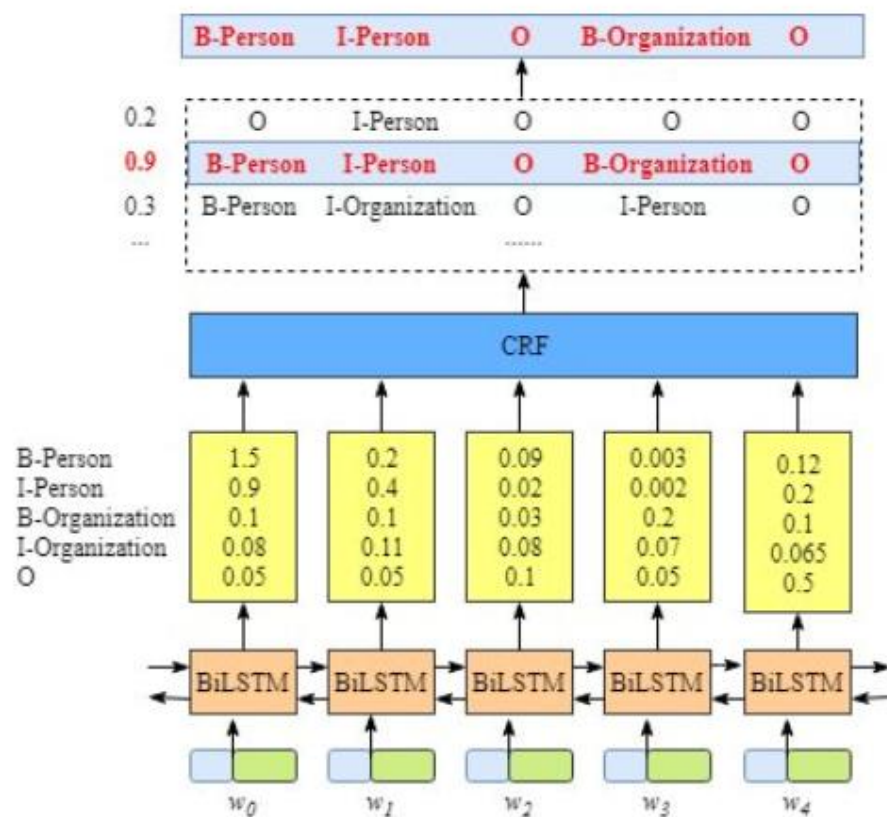 B-Person I-Person O B-Organization O
0.2 O I-Person O O O
0.9 B-Person I-Person O B-Organization O
0.3 B-Person I-Organization O I-Person O
... ......
CRF
B-Person 1.5 0.2 0.09 0.003 0.12
I-Person 0.9 0.4 0.02 0.002 0.2
B-Organization 0.1 0.1 0.03 0.2 0.1
I-Organization 0.08 0.11 0.08 0.07 0.065
O 0.05 0.05 0.1 0.05 0.5
BiLSTM BiLSTM BiLSTM BiLSTM BiLSTM
w0 w1 w2 w3 w4